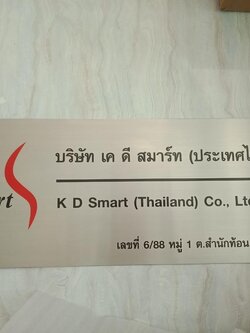 บริษัท เค ดี สมาร์ท (ประเทศไ
rt
K D Smart (Thailand) Co., Lt
เลขที่ 6/88 หมู่ 1 ต.สำนักท้อน